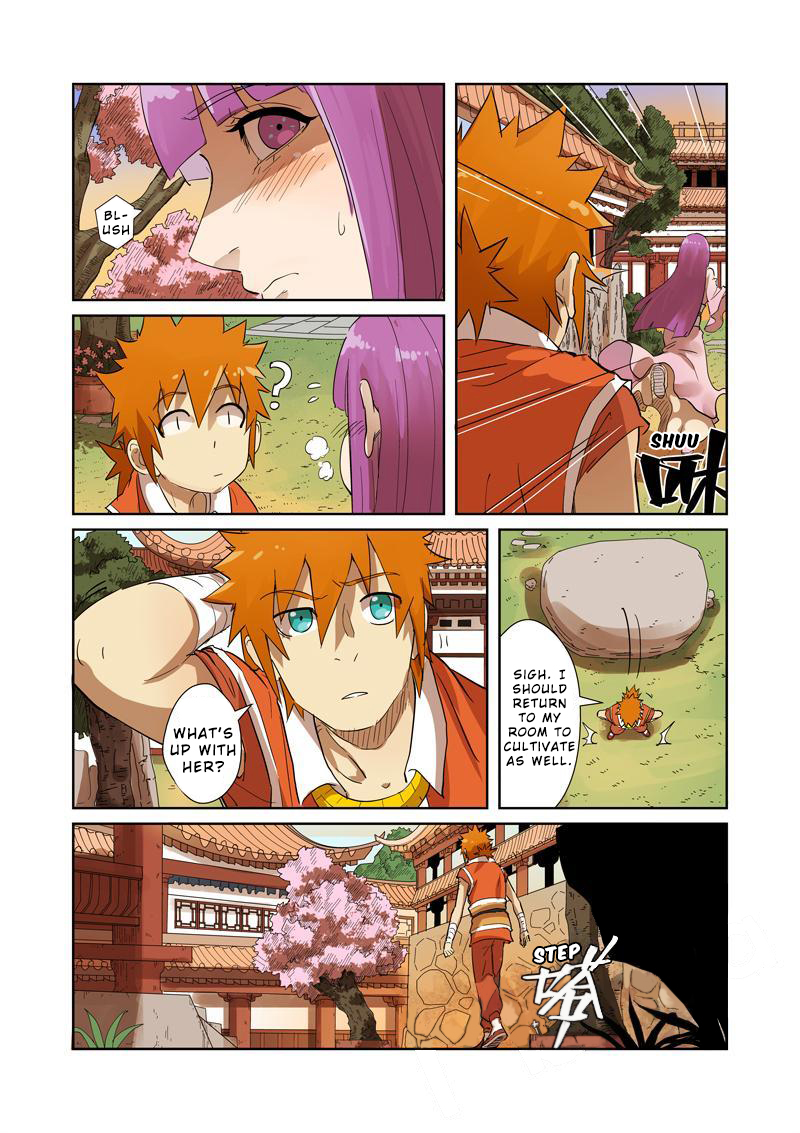 BL-
USH
?
SHUU
WHAT'S
UP WITH
HER?
SIGH. I
SHOULD
RETURN
TO MY
ROOM TO
CULTIVATE
AS WELL.
STEP